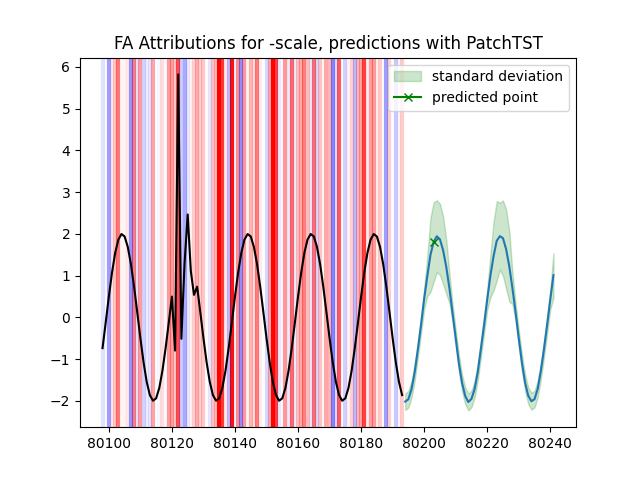 FA Attributions for -scale, predictions with PatchTST
standard deviation
predicted point
6
5
4
3
2
1
0
−1
−2
80100 80120 80140 80160 80180 80200 80220 80240